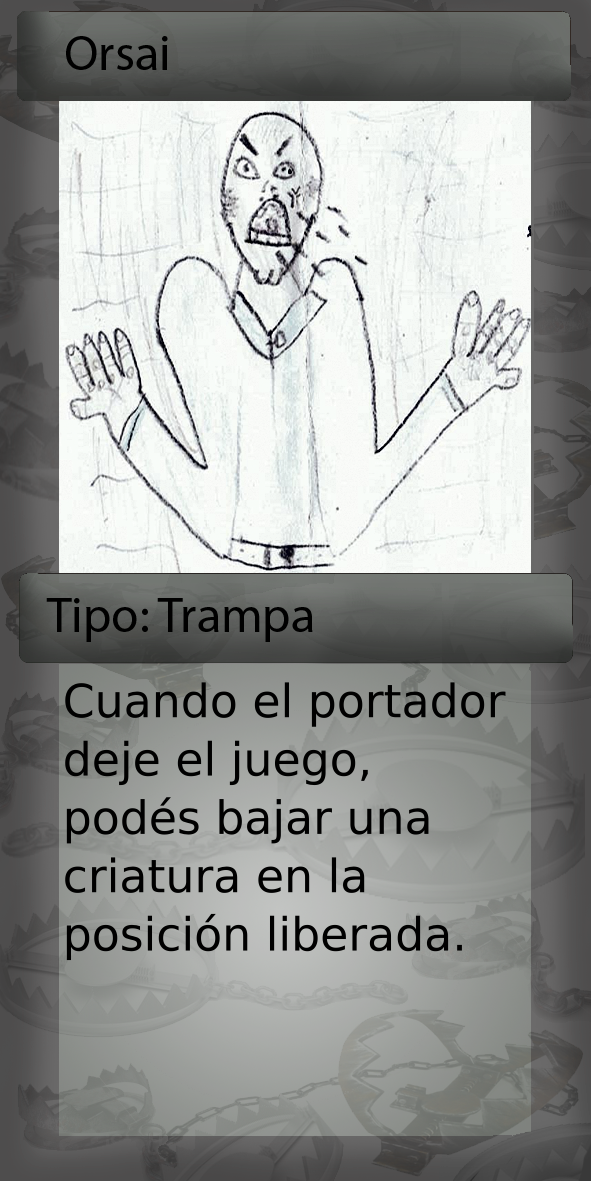 Orsai
Tipo: Trampa
Cuando el portador
deje el juego,
podés bajar una
criatura en la
posición liberada.